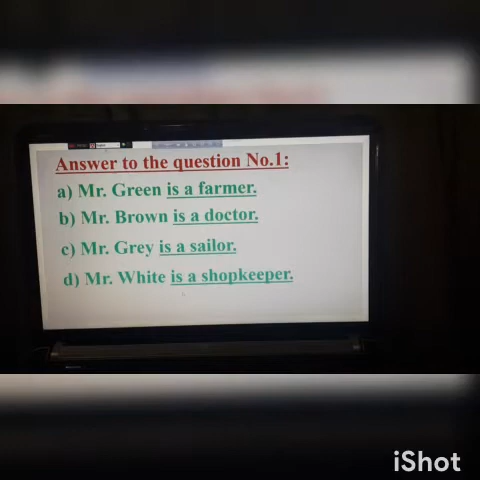 Answer to the question No.1:
a) Mr. Green is a farmer.
b) Mr. Brown is a doctor.
c) Mr. Grey is a sailor.
d) Mr. White is a shopkeeper.
iShot